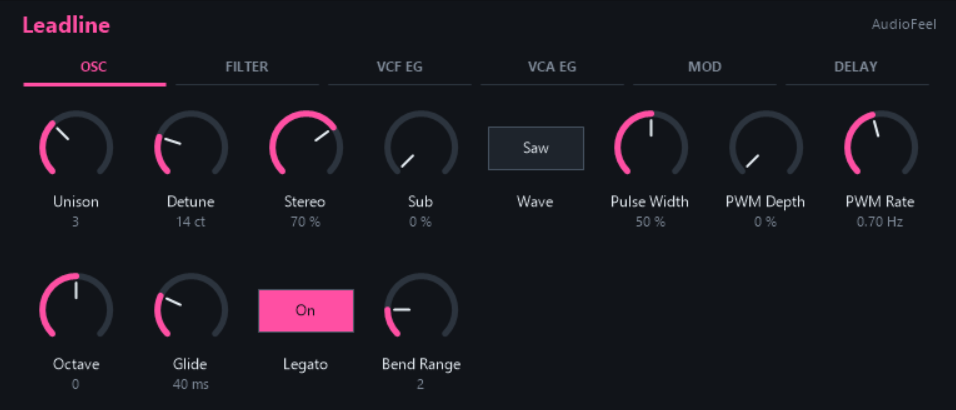 Leadline
AudioFeel
OSC FILTER VCF EG VCA EG MOD DELAY
Saw
Unison Detune Stereo Sub Wave Pulse Width PWM Depth PWM Rate
3 14 ct 70 % 0 % 50 % 0 % 0.70 Hz
On
Octave Glide Legato Bend Range
0 40 ms 2